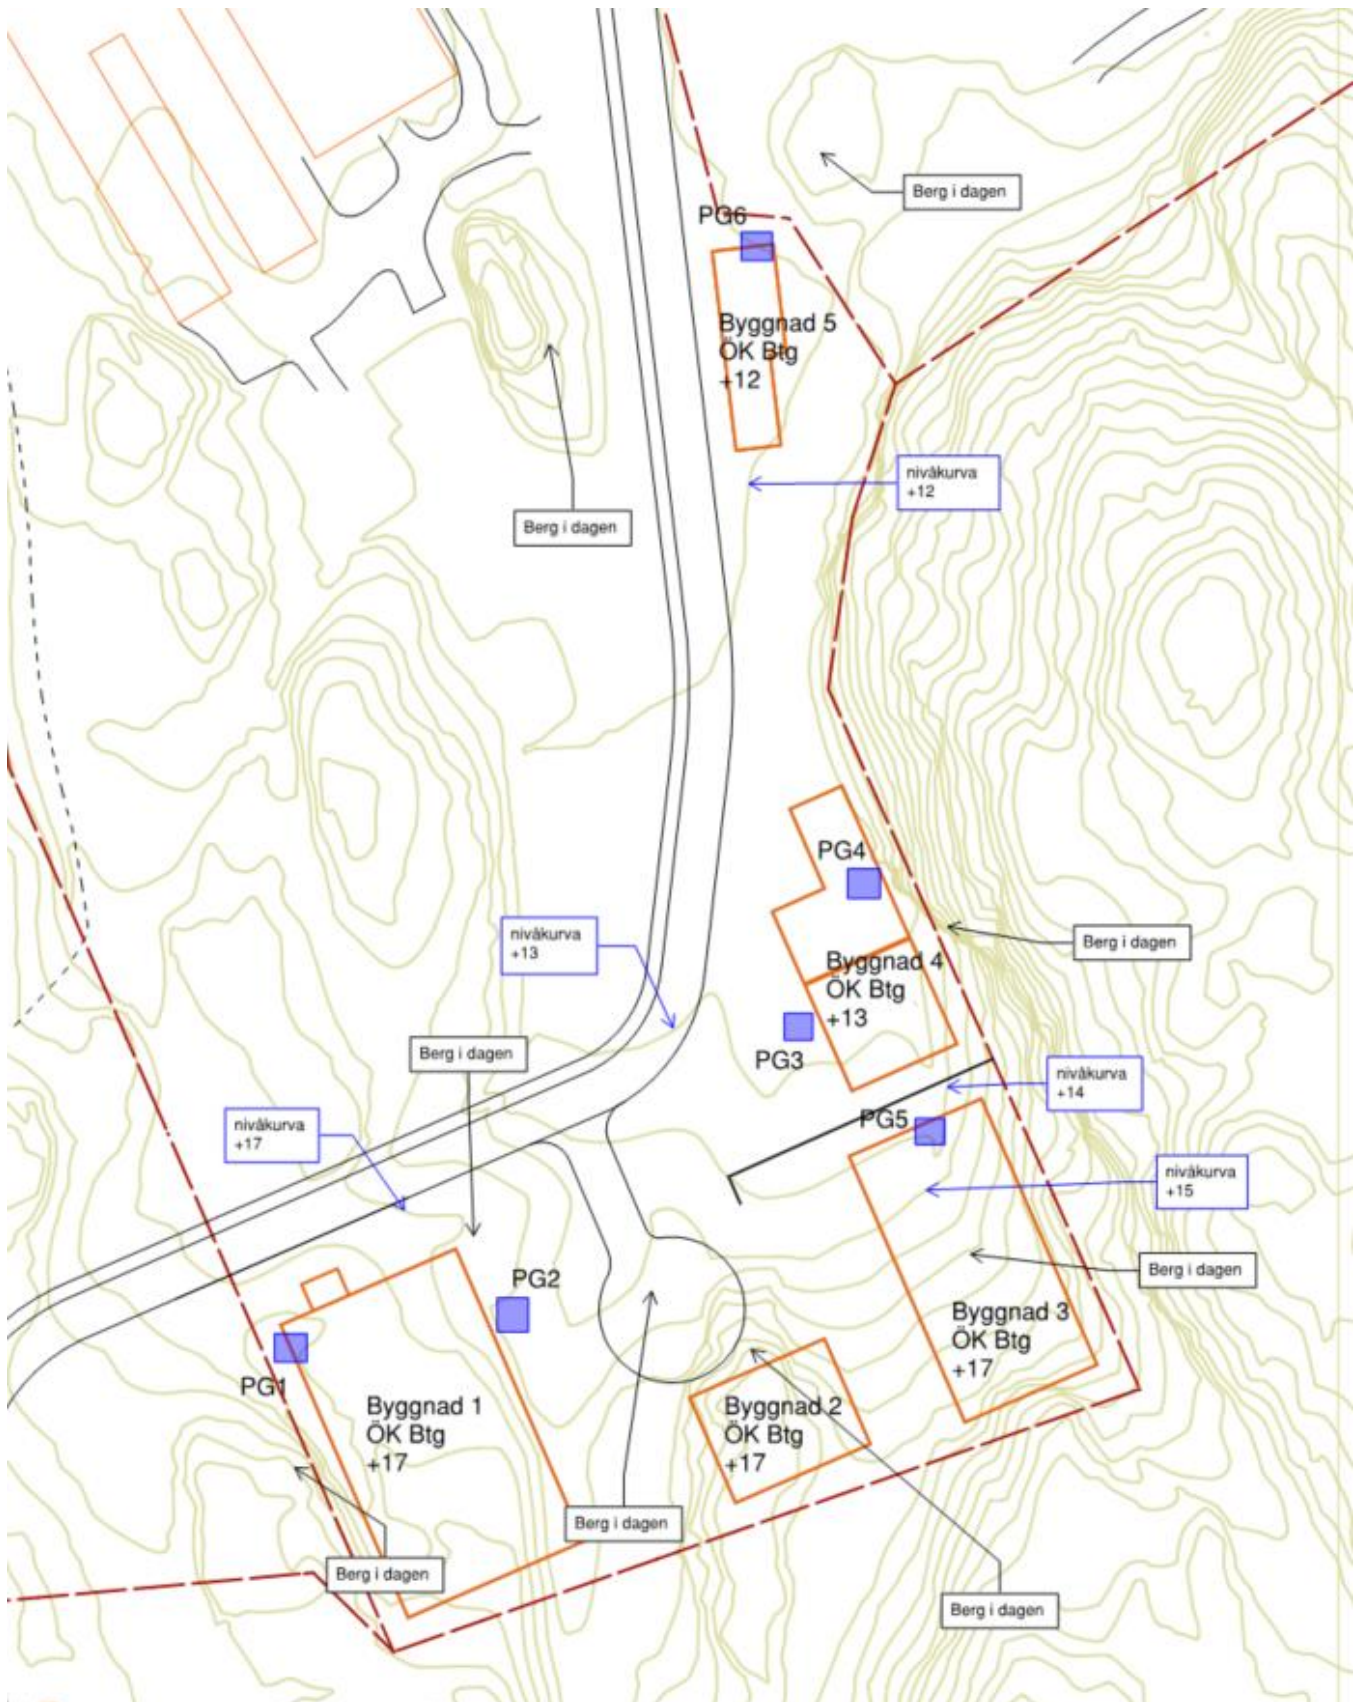 Berg i dagen
PG6
Byggnad 5
ÖK Btg
+12
nivåkurva
+12
Berg i dagen
PG4
nivåkurva
+13
Berg i dagen
Byggnad 4
ÖK Btg
+13
PG3
Berg i dagen
nivåkurva
+14
nivåkurva
+17
PG5
nivåkurva
+15
Berg i dagen
PG2
Byggnad 3
ÖK Btg
+17
PG1
Byggnad 1
ÖK Btg
+17
Byggnad 2
ÖK Btg
+17
Berg i dagen
Berg i dagen
Berg i dagen